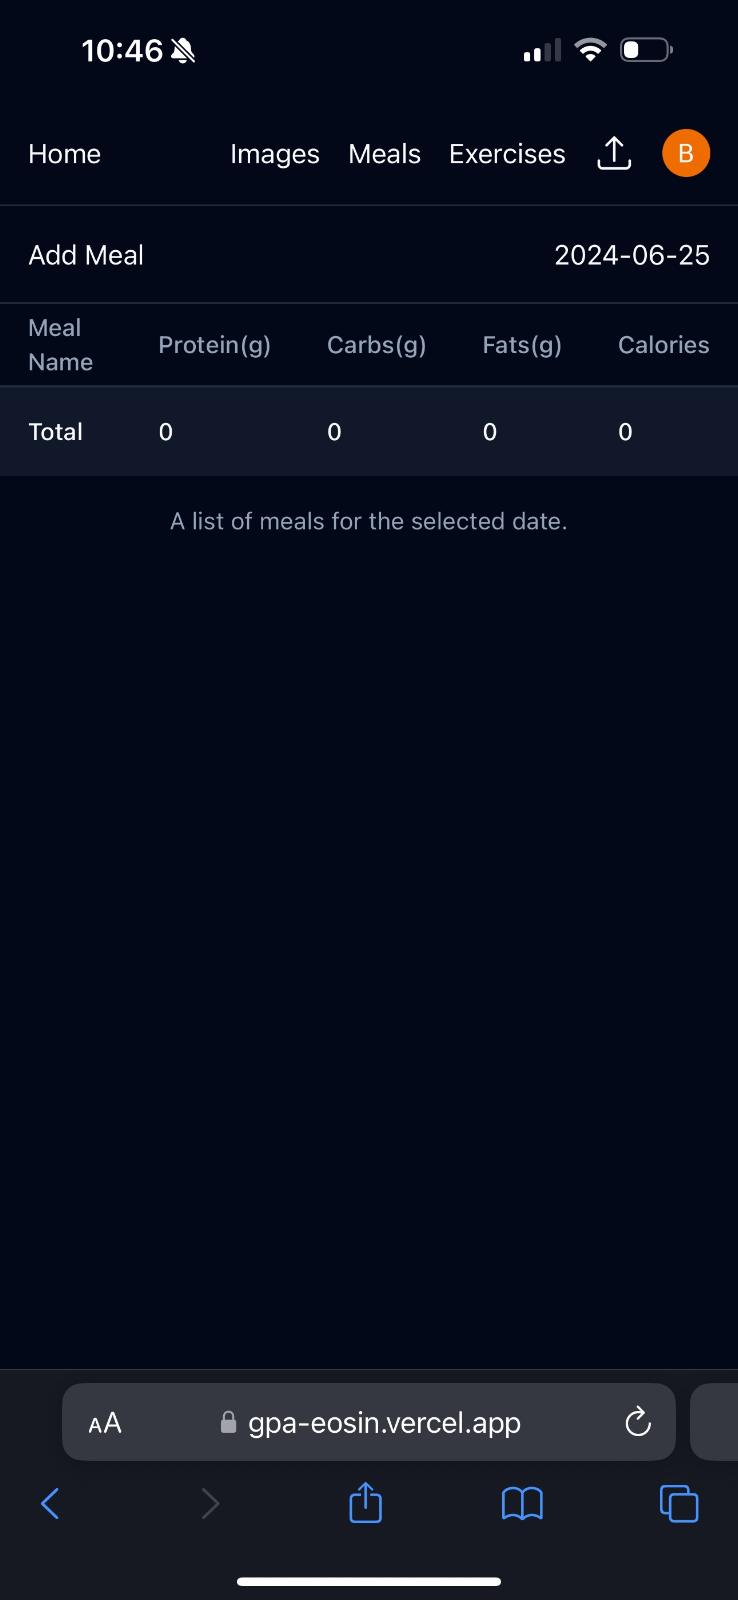 10:46
Home Images Meals Exercises B
Add Meal 2024-06-25
Meal Name Protein(g) Carbs(g) Fats(g) Calories
Total 0 0 0 0
A list of meals for the selected date.
AA gpa-eosin.vercel.app